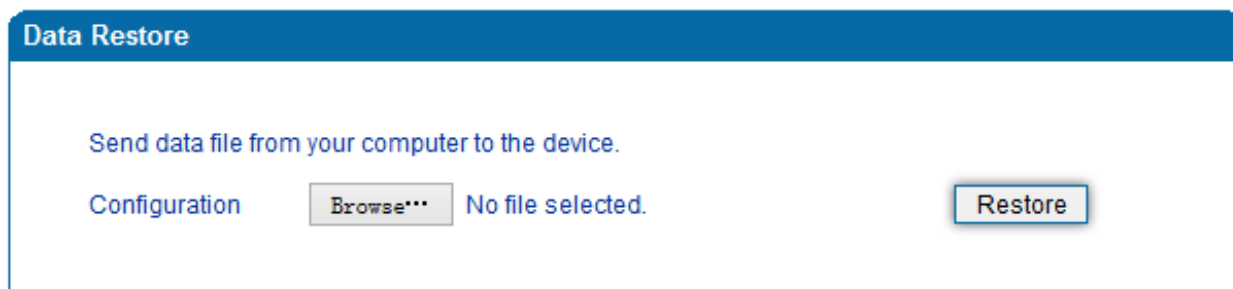 Data Restore
Send data file from your computer to the device.
Configuration Browse… No file selected. Restore